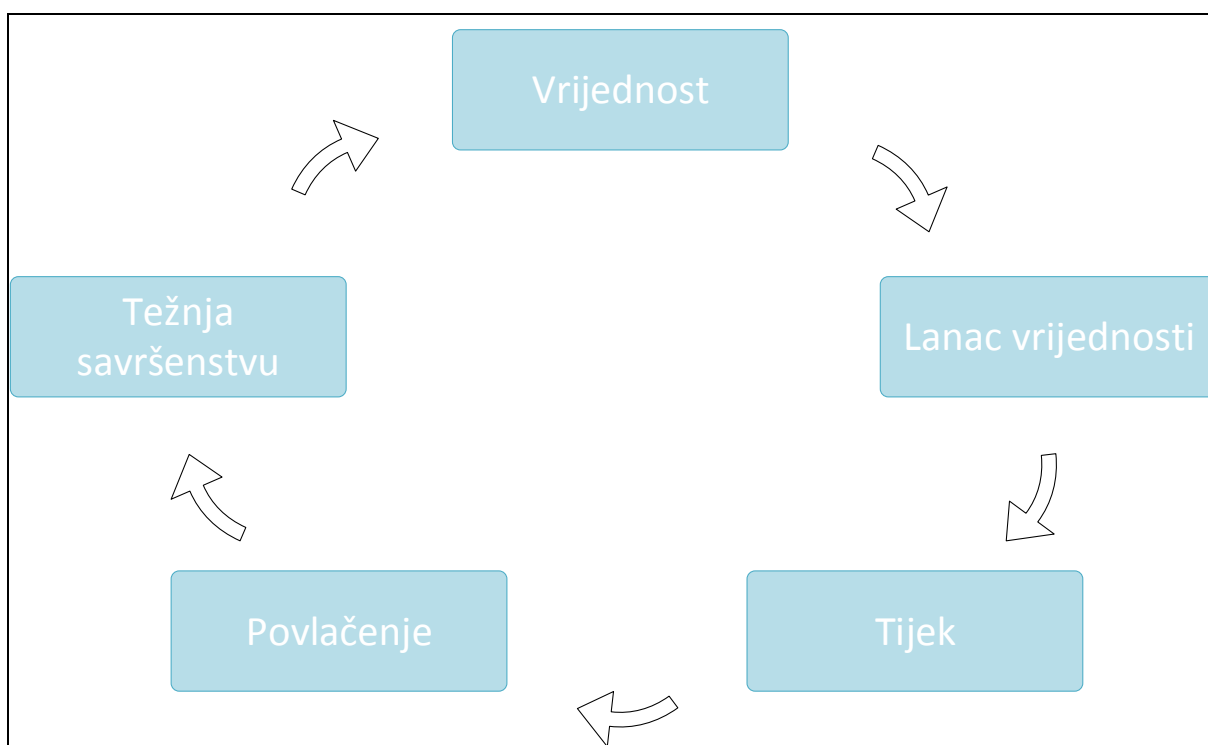 Vrijednost
Lanac vrijednosti
Tijek
Povlačenje
Težnja
savršenstvu